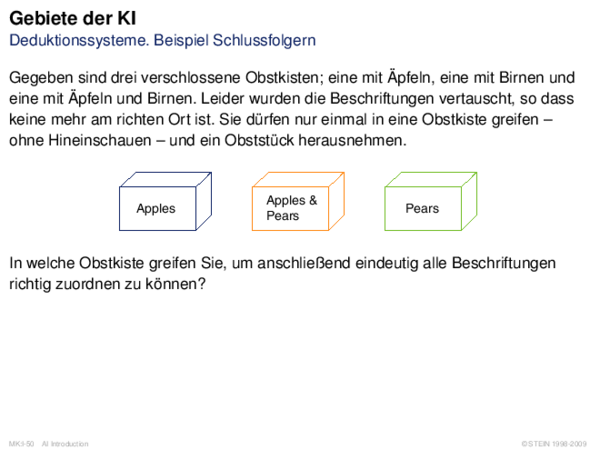 Gebiete der KI
Deduktionssysteme. Beispiel Schlussfolgern
Gegeben sind drei verschlossene Obstkisten; eine mit Äpfeln, eine mit Birnen und
eine mit Äpfeln und Birnen. Leider wurden die Beschriftungen vertauscht, so dass
keine mehr am richten Ort ist. Sie dürfen nur einmal in eine Obstkiste greifen –
ohne Hineinschauen – und ein Obststück herausnehmen.
Apples
Apples &
Pears
Pears
In welche Obstkiste greifen Sie, um anschließend eindeutig alle Beschriftungen
richtig zuordnen zu können?
MK:I-50 AI Introduction
© STEIN 1998-2009